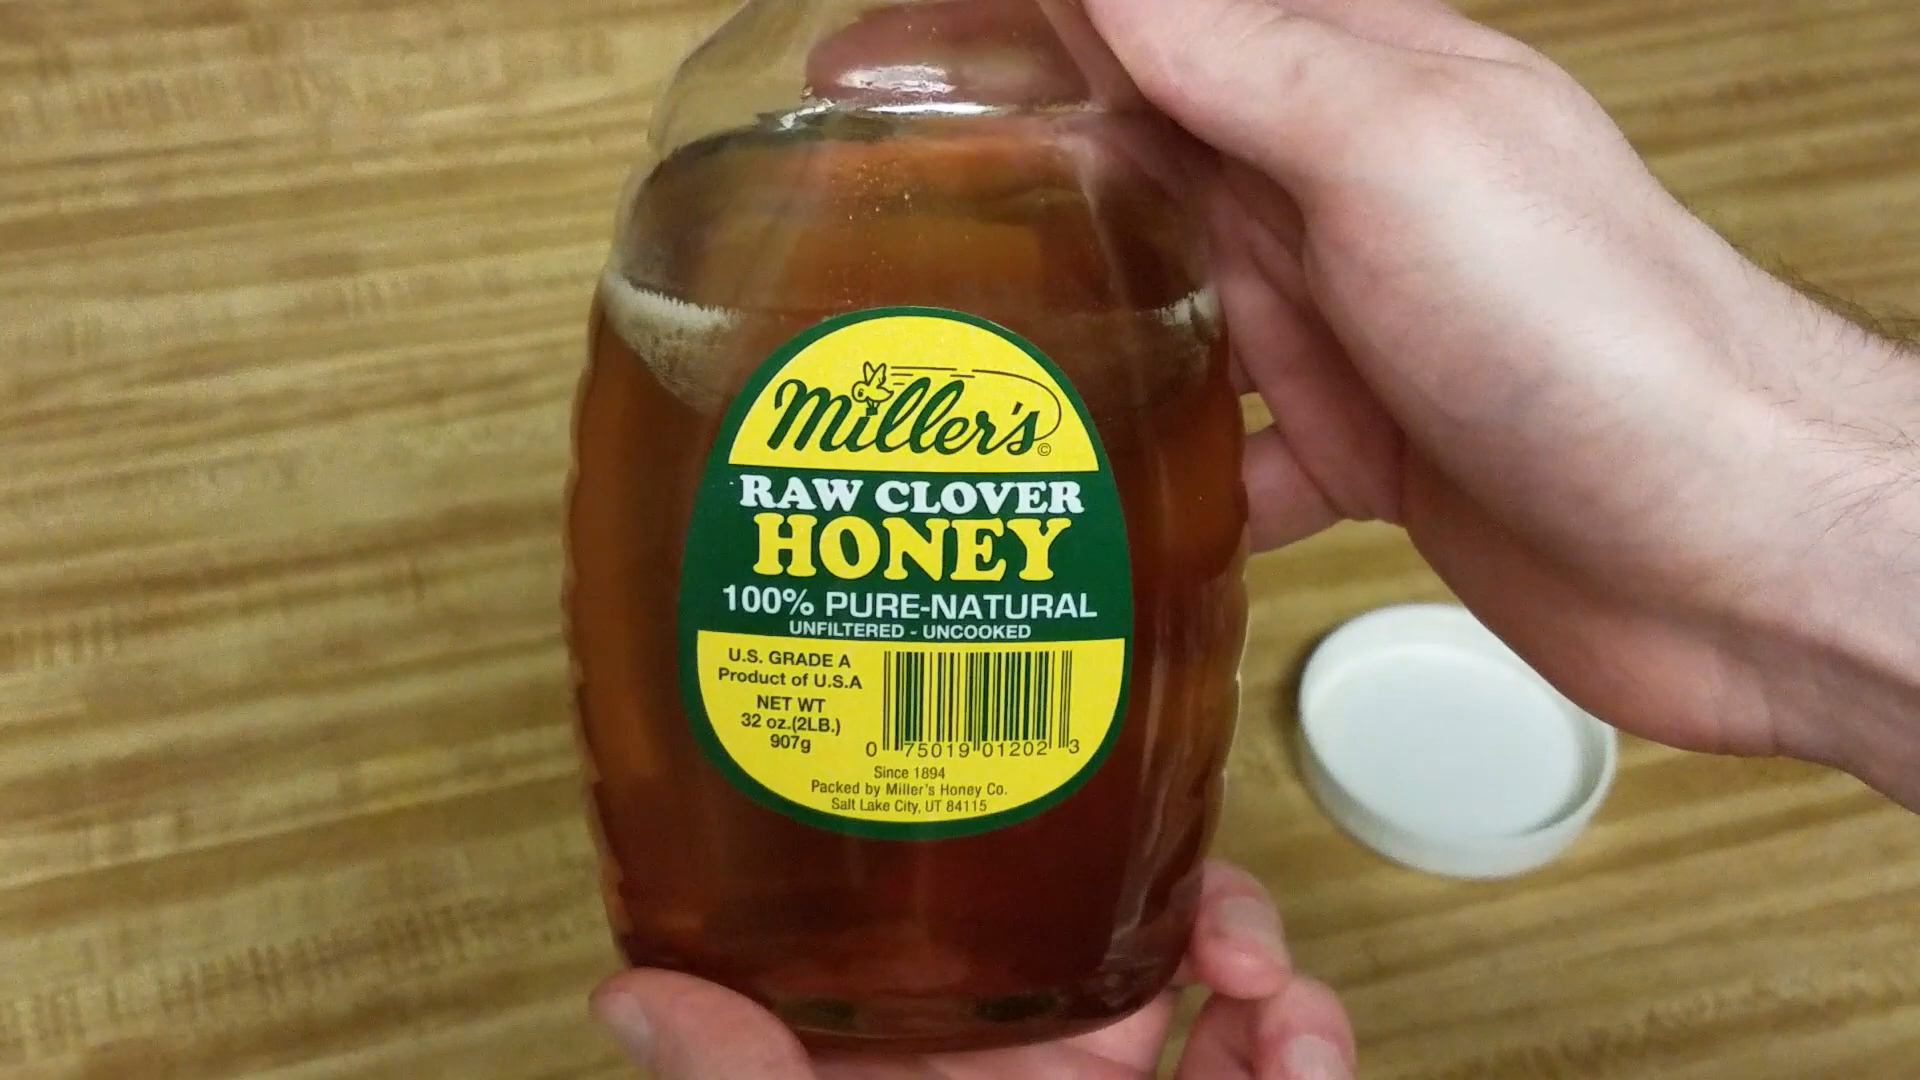 Miller's©
RAW CLOVER
HONEY
100% PURE-NATURAL
UNFILTERED - UNCOOKED
U.S. GRADE A
Product of U.S.A
NET WT
32 oz.(2LB.)
907g
0 75019 01202 3
Since 1894
Packed by Miller's Honey Co.
Salt Lake City, UT 84115